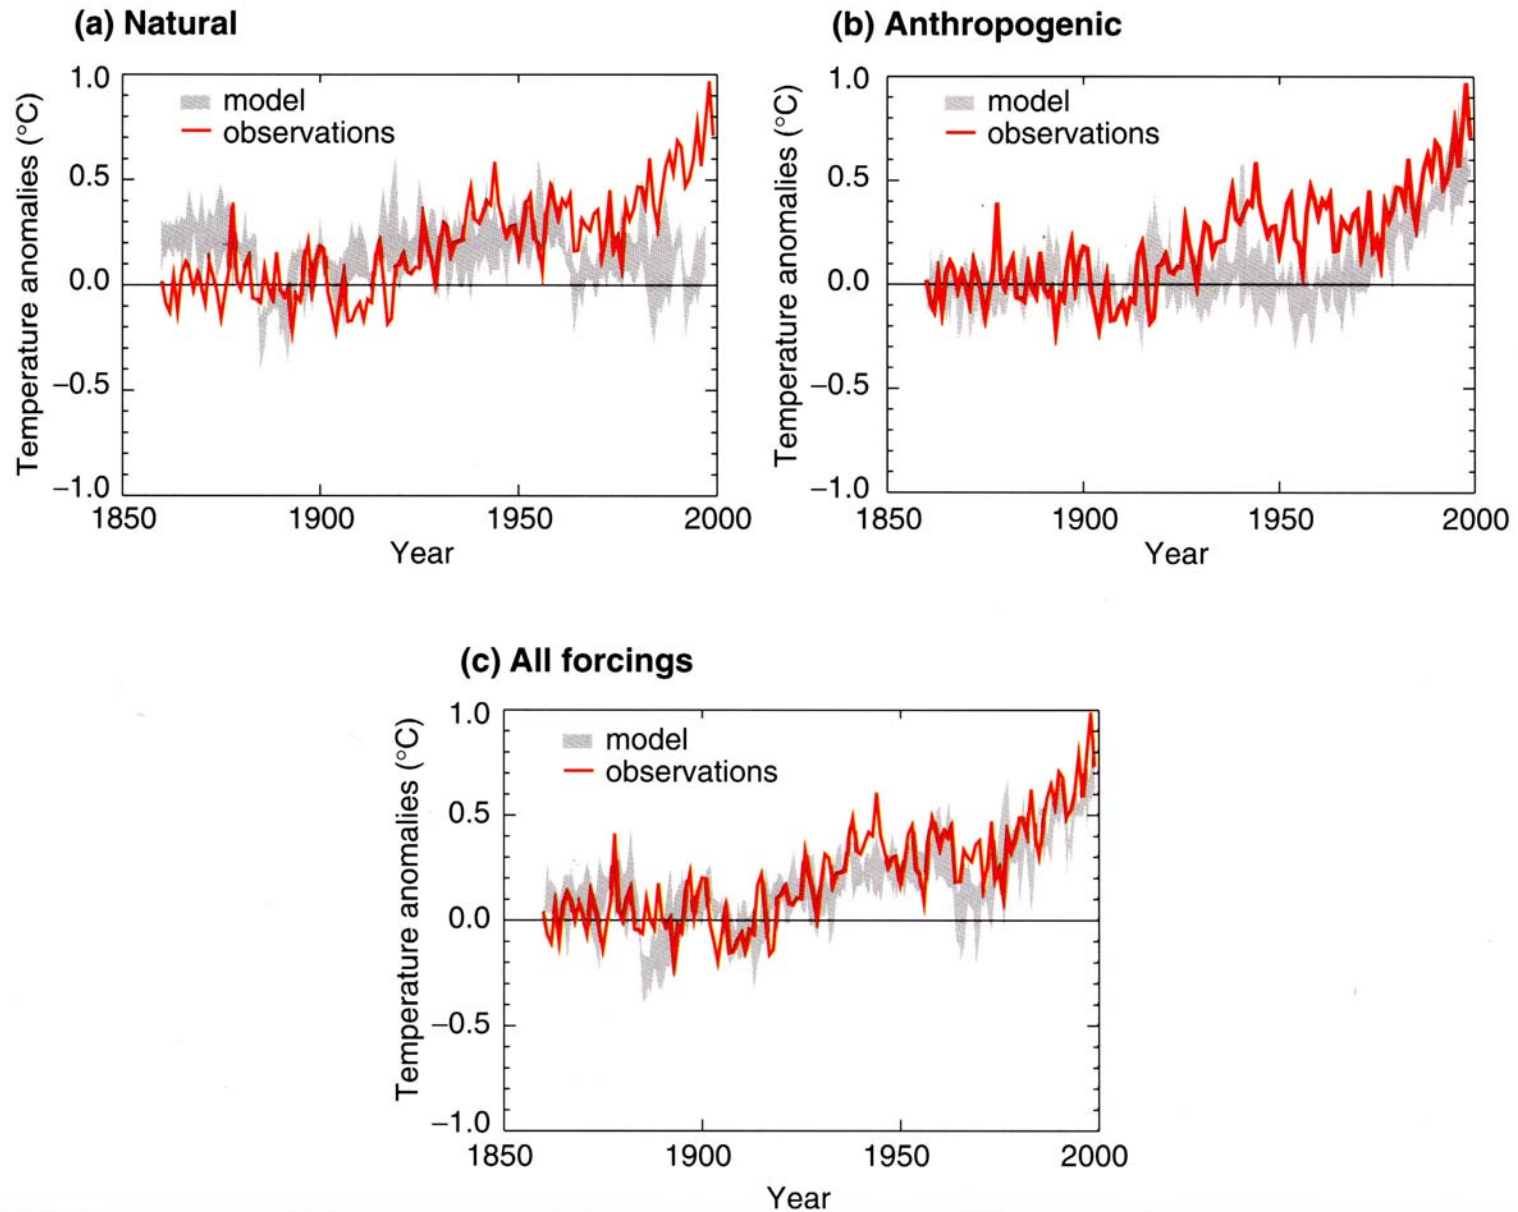 (a) Natural
1.0
0.5
0.0
−0.5
−1.0
Temperature anomalies (°C)
model
observations
1850
1900
1950
2000
Year
(b) Anthropogenic
1.0
0.5
0.0
−0.5
−1.0
Temperature anomalies (°C)
model
observations
1850
1900
1950
2000
Year
(c) All forcings
1.0
0.5
0.0
−0.5
−1.0
Temperature anomalies (°C)
model
observations
1850
1900
1950
2000
Year